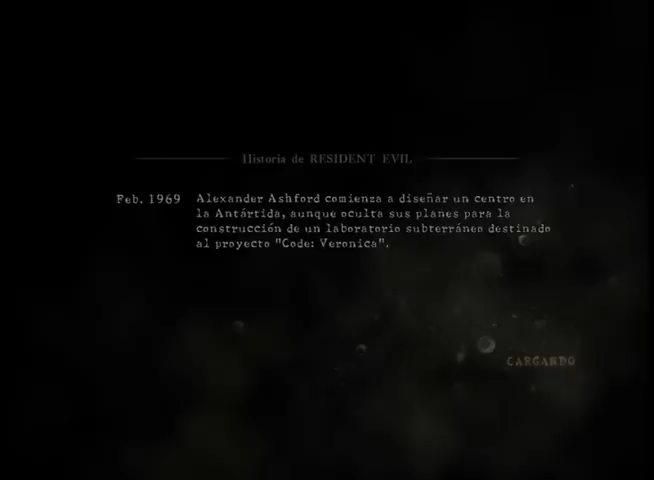 Historia de RESIDENT EVIL
Feb. 1969 Alexander Ashford comienza a diseñar un centro en
la Antártida, aunque oculta sus planes para la
construcción de un laboratorio subterráneo destinado
al proyecto "Code: Veronica".
CARGANDO